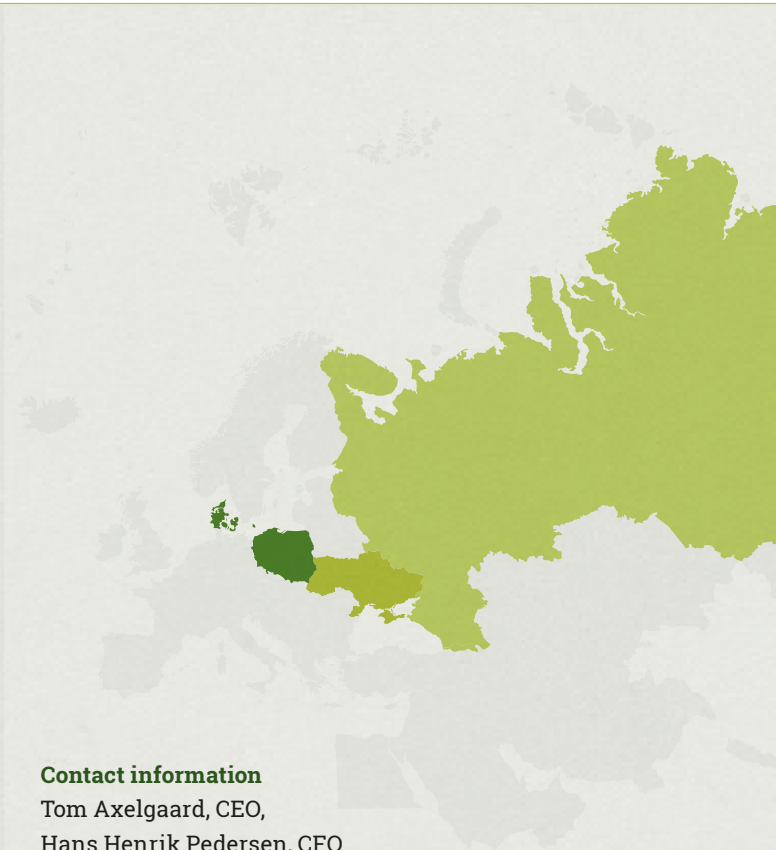 Contact information
Tom Axelgaard, CEO,
Hans Henrik Pedersen, CFO